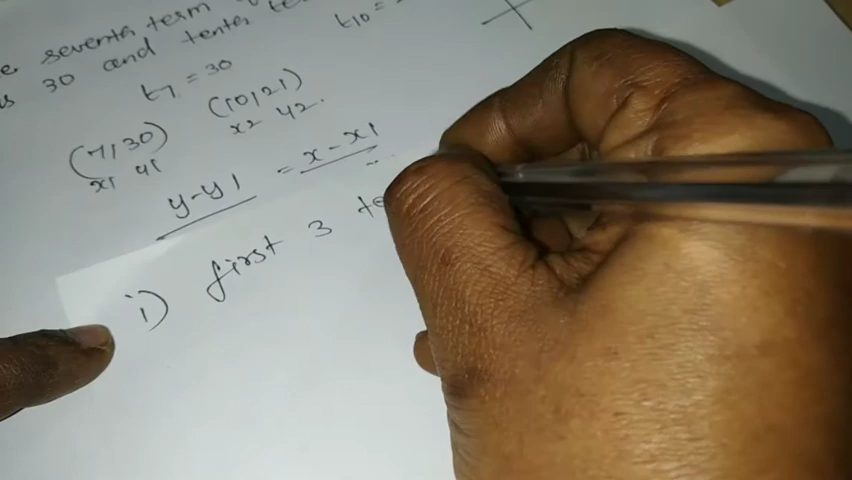 e seventh term
is 30 and tenth te
t7 = 30
t10 =
(7,30) (10,21)
x1 y1 x2 y2.
y-y1 = x-x1
i) first 3 te